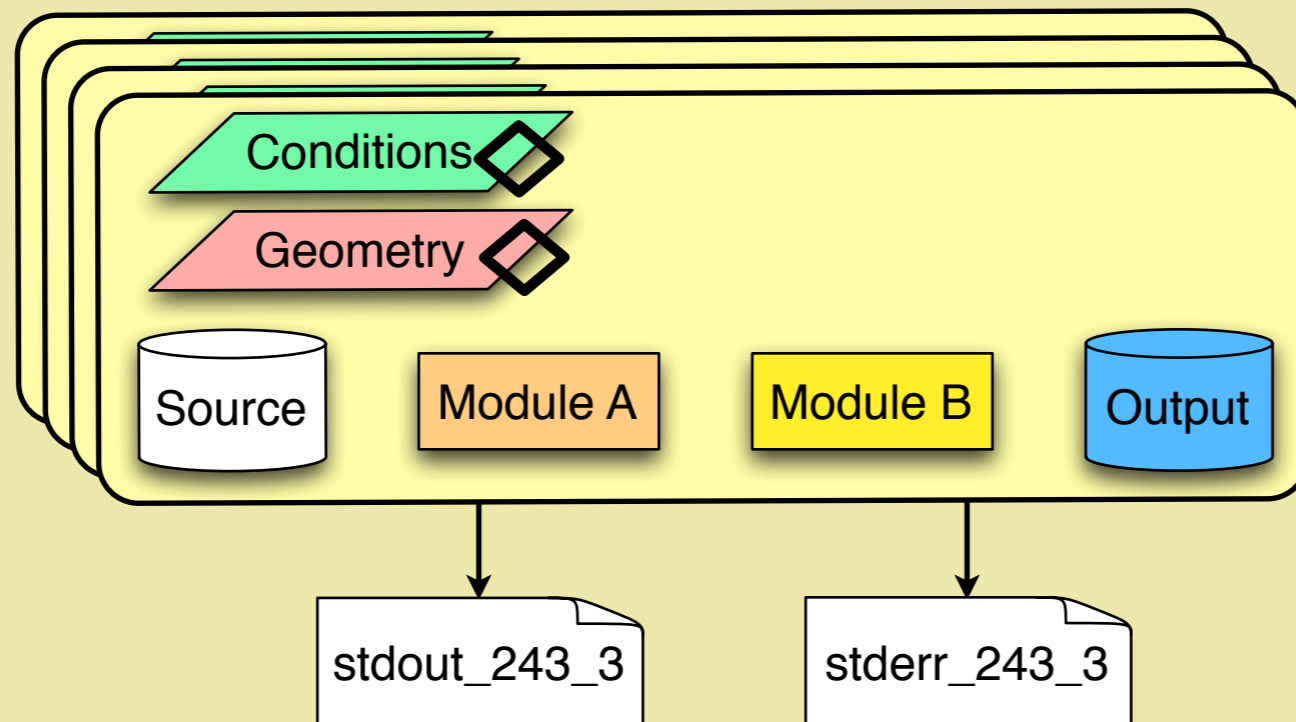 Conditions
Geometry
Source
Module A
Module B
Output
stdout_243_3
stderr_243_3